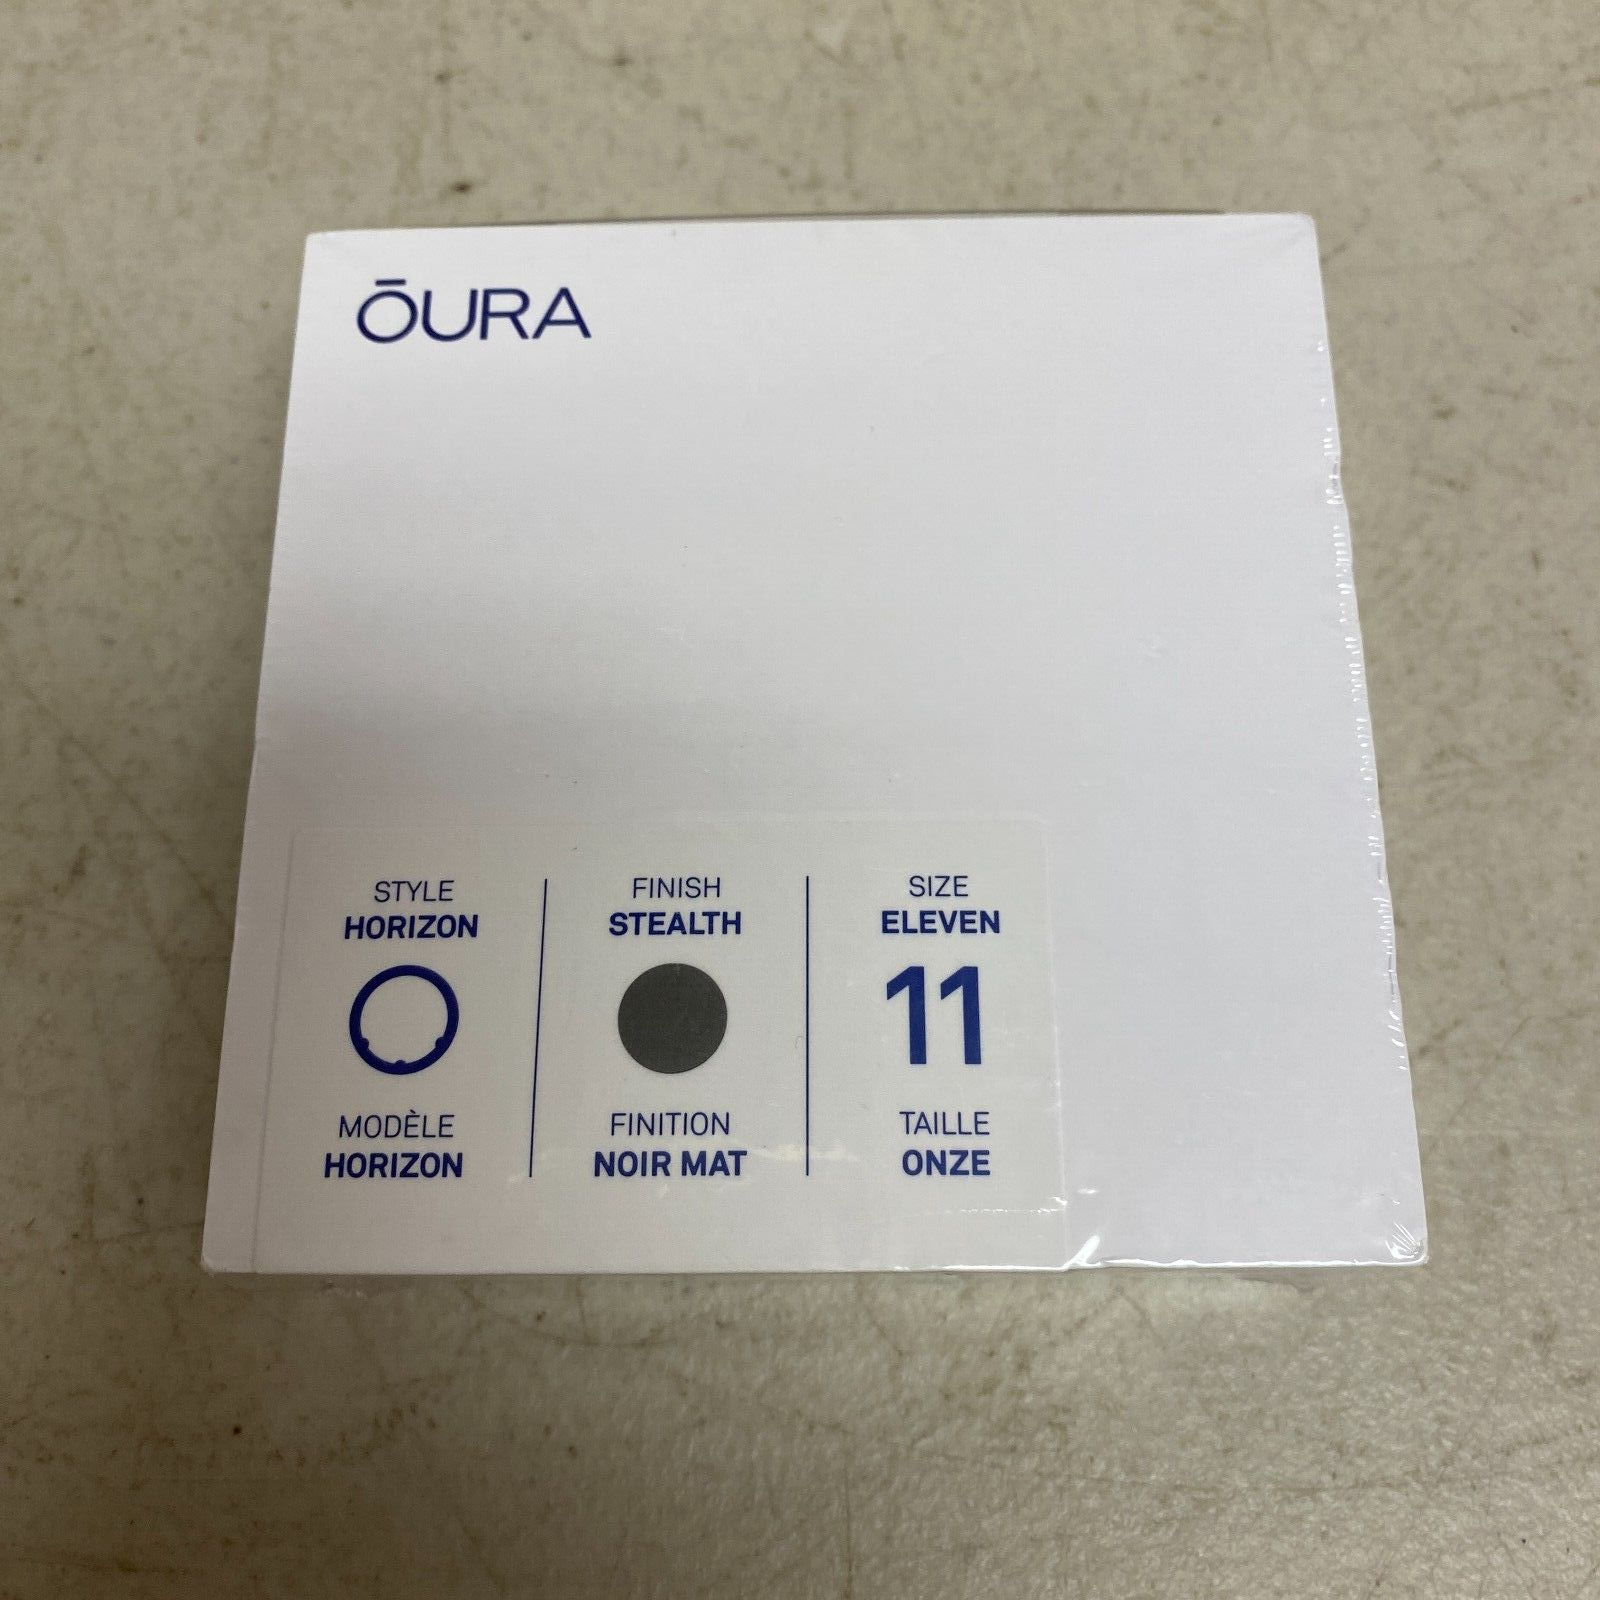 ŌURA
STYLE
HORIZON
MODÈLE
HORIZON
FINISH
STEALTH
FINITION
NOIR MAT
SIZE
ELEVEN
11
TAILLE
ONZE